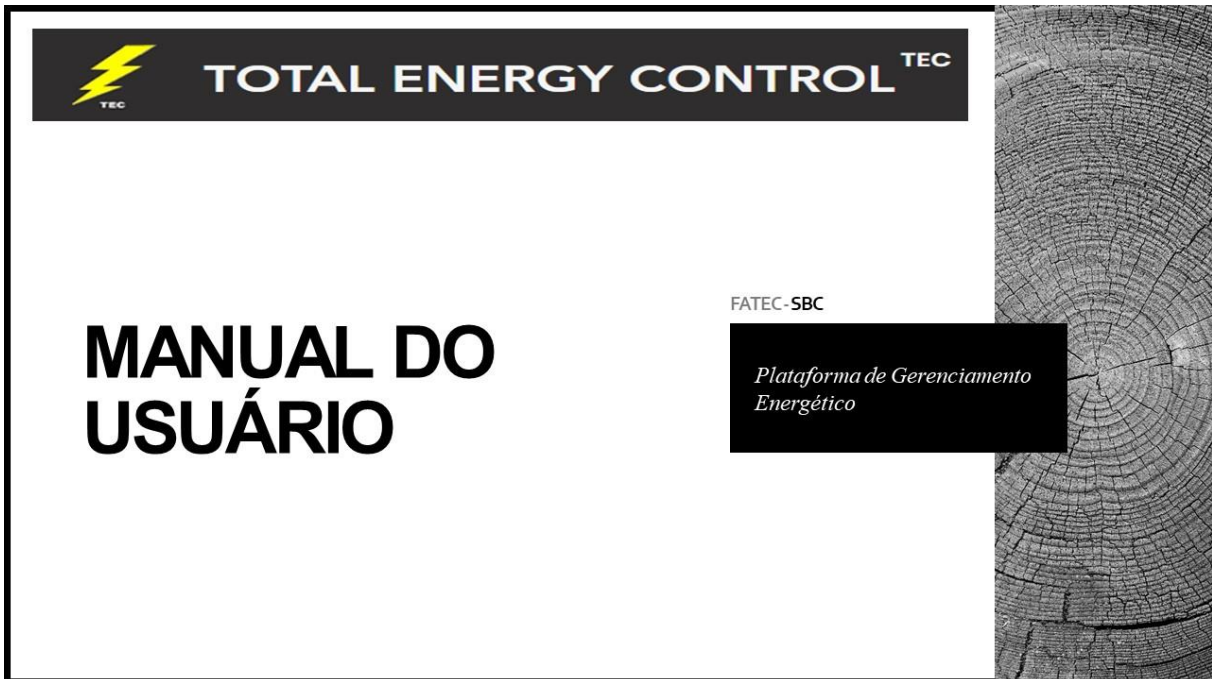 TEC
TOTAL ENERGY CONTROL TEC
MANUAL DO
USUÁRIO
FATEC-SBC
Plataforma de Gerenciamento
Energético